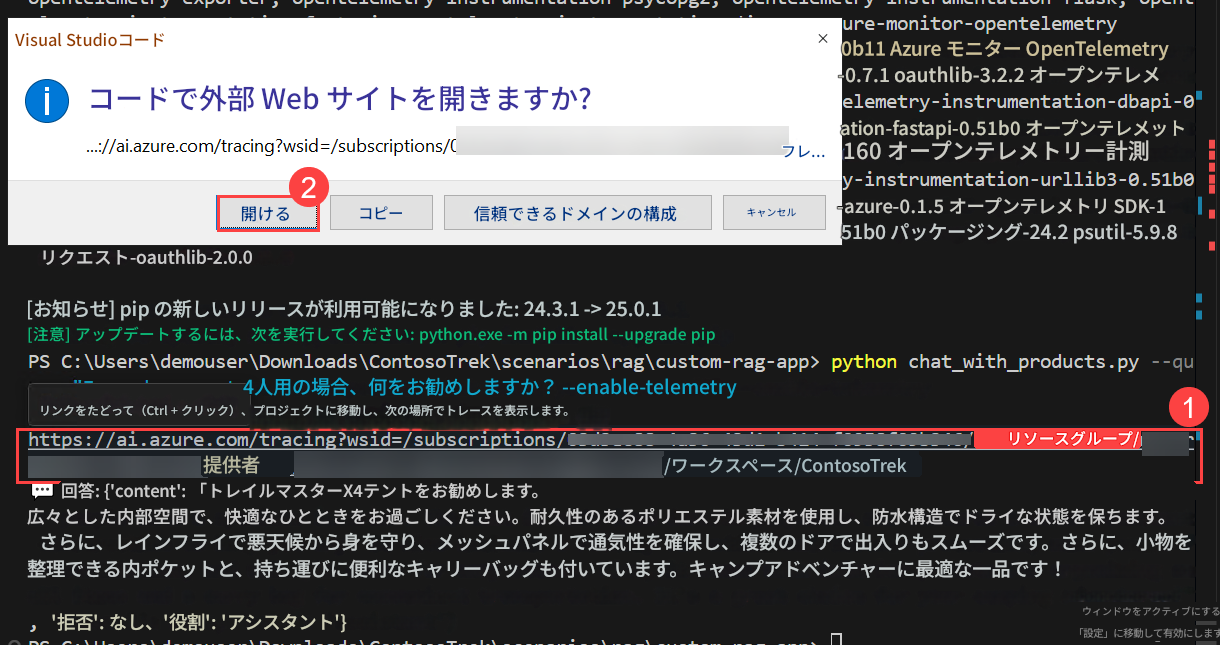 opentelemetry-exporter, opentelemetry-instrumentation-psycopg2, opentelemetry-instrumentation-flask,
ure-monitor-opentelemetry
Visual Studioコード
0b11 Azure モニター OpenTelemetry
-0.7.1 oauthlib-3.2.2 オープンテレメ
コードで外部 Web サイトを開きますか?
elemetry-instrumentation-dbapi-0
ation-fastapi-0.51b0 オープンテレメット
...://ai.azure.com/tracing?wsid=/subscriptions/0
フレ...
160 オープンテレメトリー計測
y-instrumentation-urllib3-0.51b0
2
開ける
コピー
信頼できるドメインの構成
キャンセル
-azure-0.1.5 オープンテレメトリ SDK-1
51b0 パッケージング-24.2 psutil-5.9.8
リクエスト-oauthlib-2.0.0
[お知らせ] pip の新しいリリースが利用可能になりました: 24.3.1 -> 25.0.1
[注意] アップデートするには、次を実行してください: python.exe -m pip install --upgrade pip
PS C:\Users\demouser\Downloads\ContosoTrek\scenarios\rag\custom-rag-app> python chat_with_products.py --qu
4人用の場合、何をお勧めしますか？ --enable-telemetry
リンクをたどって（Ctrl + クリック）、プロジェクトに移動し、次の場所でトレースを表示します。
1
https://ai.azure.com/tracing?wsid=/subscriptions/
リソースグループ/
提供者
/ワークスペース/ContosoTrek
回答: {'content': 「トレイルマスターX4テントをお勧めします。
広々とした内部空間で、快適なひとときをお過ごしください。耐久性のあるポリエステル素材を使用し、防水構造でドライな状態を保ちます。
さらに、レインフライで悪天候から身を守り、メッシュパネルで通気性を確保し、複数のドアで出入りもスムーズです。さらに、小物を
整理できる内ポケットと、持ち運びに便利なキャリーバッグも付いています。キャンプアドベンチャーに最適な一品です！
, '拒否': なし、'役割': 'アシスタント'}
ウィンドウをアクティブにする
「設定」に移動して有効にします
PS C:\Users\demouser\Downloads\ContosoTrek\scenarios\rag\custom-rag-app>